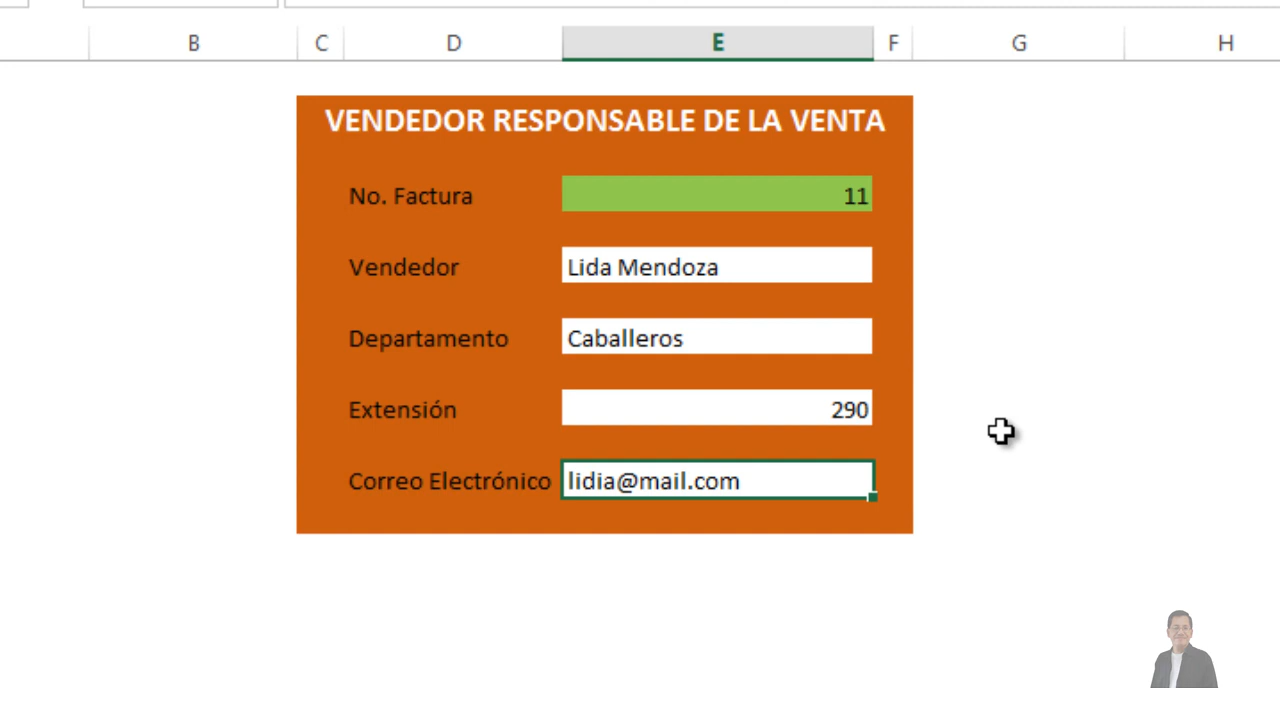 B C D E F G H
VENDEDOR RESPONSABLE DE LA VENTA
No. Factura 11
Vendedor Lida Mendoza
Departamento Caballeros
Extensión 290
Correo Electrónico lidia@mail.com